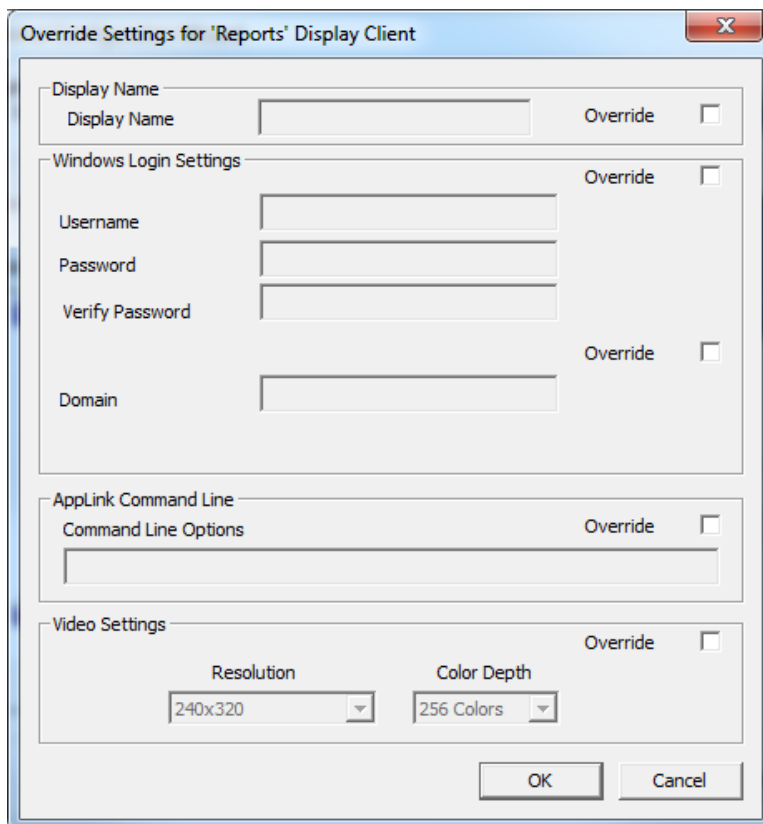 Override Settings for 'Reports' Display Client
Display Name
Display Name Override
Windows Login Settings
Override
Username
Password
Verify Password
Override
Domain
AppLink Command Line
Command Line Options Override
Video Settings
Override
Resolution Color Depth
240x320 256 Colors
OK Cancel